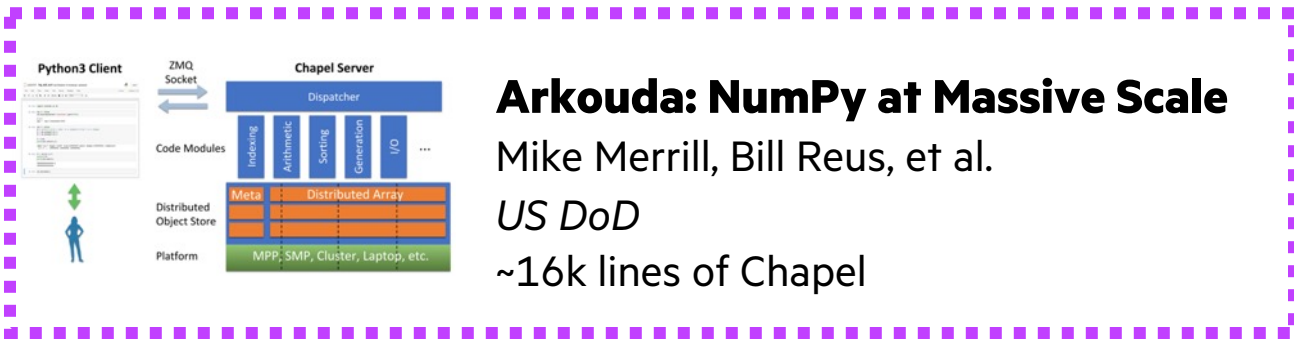 Python3 Client
ZMQ
Socket
Chapel Server
Dispatcher
Code Modules
Indexing
Arithmetic
Sorting
Generation
I/O
...
Distributed
Object Store
Meta
Distributed Array
Platform
MPP, SMP, Cluster, Laptop, etc.
Arkouda: NumPy at Massive Scale
Mike Merrill, Bill Reus, et al.
US DoD
~16k lines of Chapel